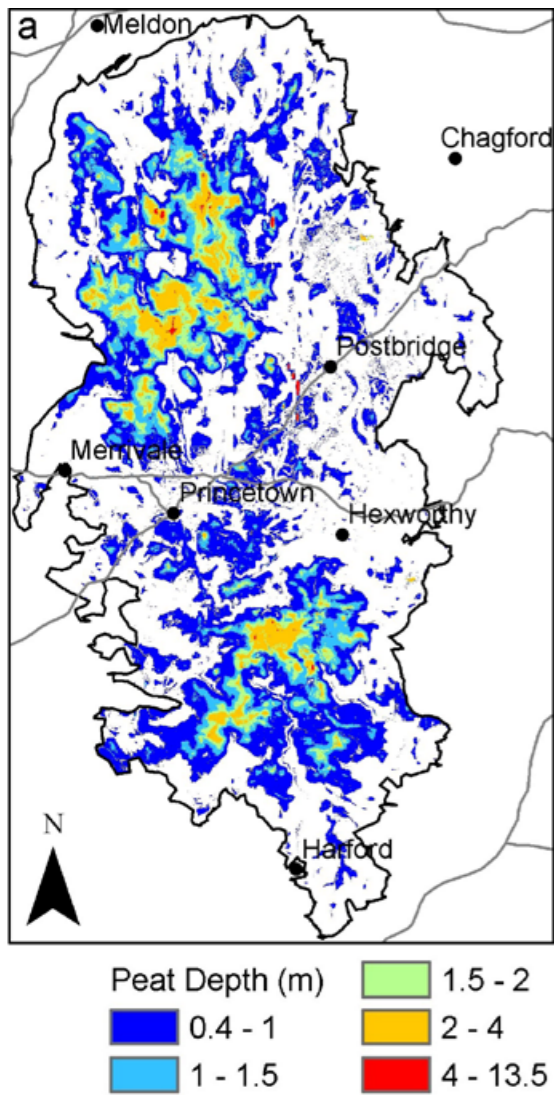 a
Meldon
Chagford
Postbridge
Merrivale
Princetown
Hexworthy
N
Harford
Peat Depth (m)
0.4 - 1
1 - 1.5
1.5 - 2
2 - 4
4 - 13.5